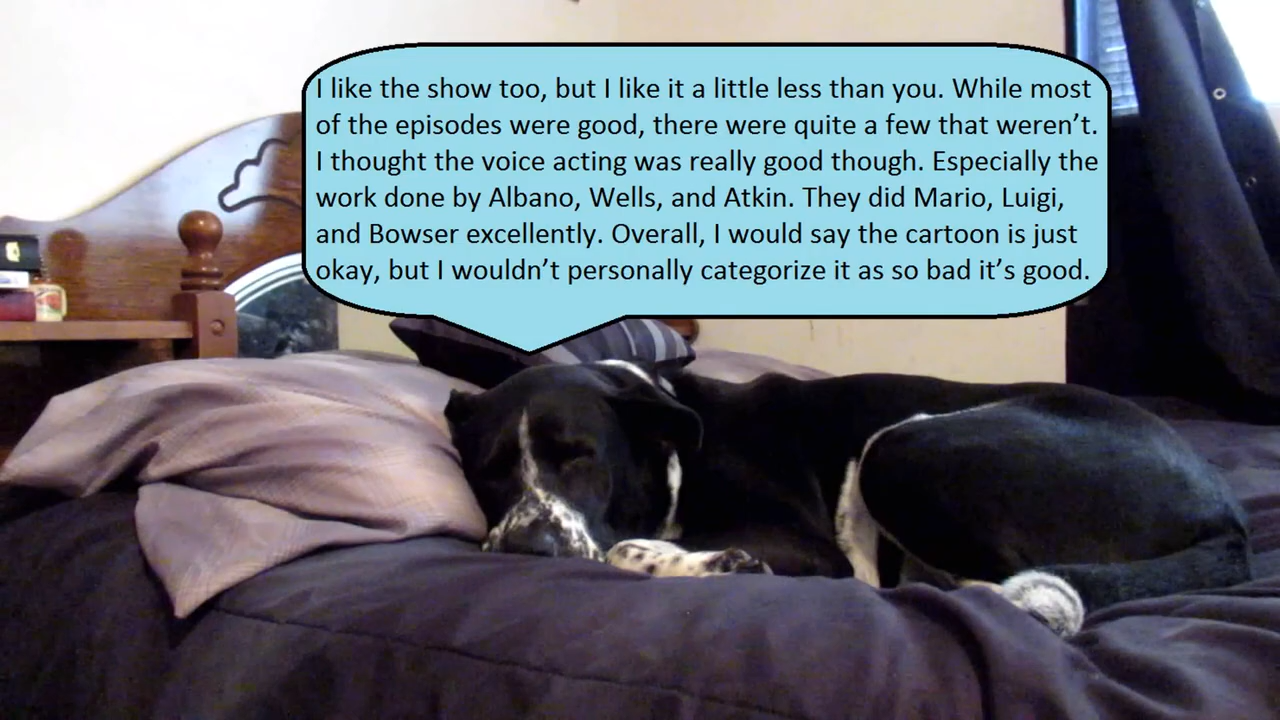 I like the show too, but I like it a little less than you. While most
of the episodes were good, there were quite a few that weren’t.
I thought the voice acting was really good though. Especially the
work done by Albano, Wells, and Atkin. They did Mario, Luigi,
and Bowser excellently. Overall, I would say the cartoon is just
okay, but I wouldn’t personally categorize it as so bad it’s good.